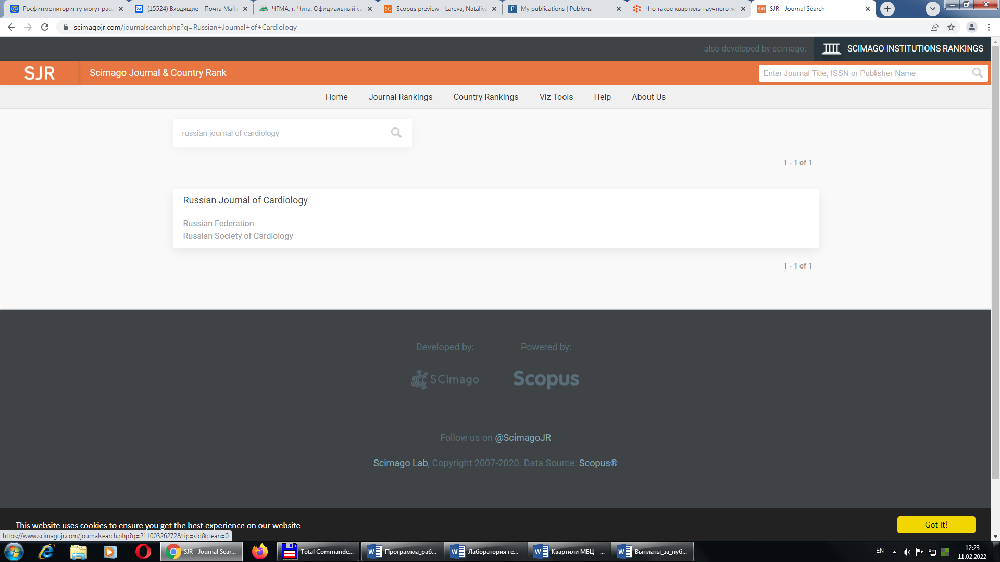 Росфинмониторингу могут расш
(15524) Входящие - Почта Mail.r
ЧГМА, г. Чита. Официальный са
Scopus preview - Lareva, Nataliya
My publications | Publons
Что такое квартиль научного ж
SJR - Journal Search
scimagojr.com/journalsearch.php?q=Russian+Journal+of+Cardiology
also developed by scimago:
SCIMAGO INSTITUTIONS RANKINGS
SJR
Scimago Journal & Country Rank
Enter Journal Title, ISSN or Publisher Name
Home
Journal Rankings
Country Rankings
Viz Tools
Help
About Us
russian journal of cardiology
1 - 1 of 1
Russian Journal of Cardiology
Russian Federation
Russian Society of Cardiology
1 - 1 of 1
Developed by:
Powered by:
SCImago
Scopus
Follow us on @ScimagoJR
Scimago Lab, Copyright 2007-2020. Data Source: Scopus®
This website uses cookies to ensure you get the best experience on our website
Got it!
https://www.scimagojr.com/journalsearch.php?q=21100326272&tip=sid&clean=0
SJR - Journal Sear...
Total Commande...
Программа_раб...
Лаборатория ге...
Квартили МБЦ - ...
Выплаты_за_пуб...
EN
12:23
11.02.2022